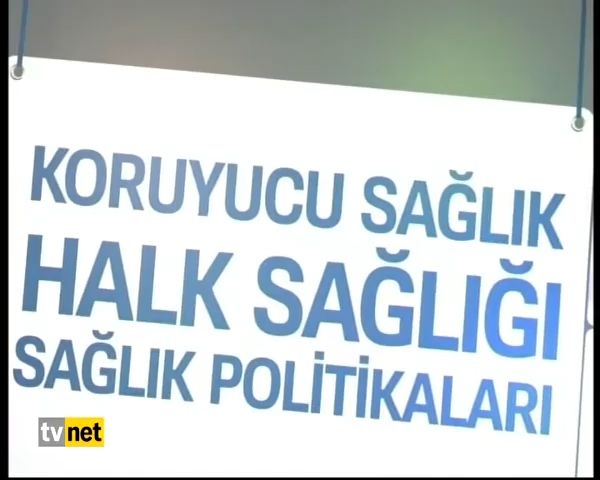 KORUYUCU SAĞLIK
HALK SAĞLIĞI
SAĞLIK POLİTİKALARI
tvnet